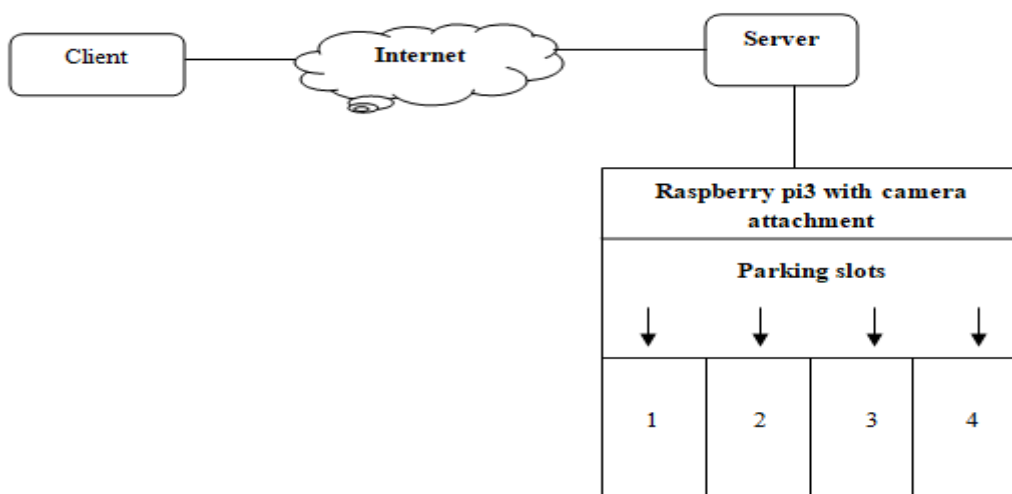 Client
Internet
Server
Raspberry pi3 with camera
attachment
Parking slots
1 2 3 4